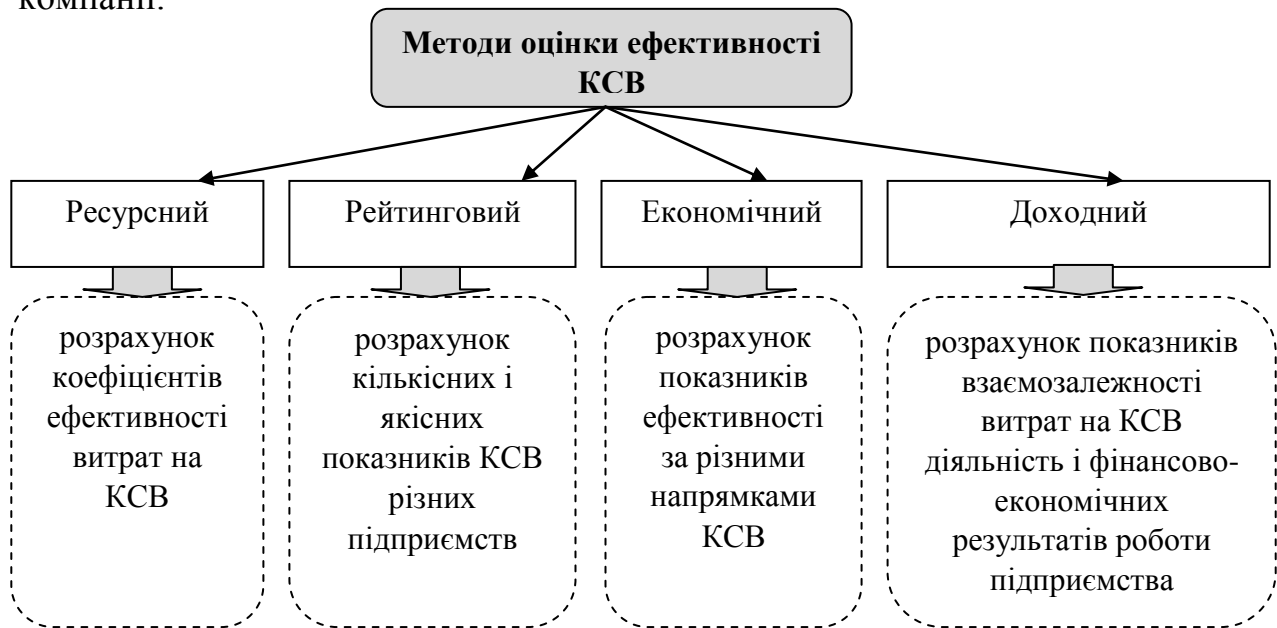 компанії.
Методи оцінки ефективності
КСВ
Ресурсний
Рейтинговий
Економічний
Доходний
розрахунок
коефіцієнтів
ефективності
витрат на
КСВ
розрахунок
кількісних і
якісних
показників КСВ
різних
підприємств
розрахунок
показників
ефективності
за різними
напрямками
КСВ
розрахунок показників
взаємозалежності
витрат на КСВ
діяльність і фінансово-
економічних
результатів роботи
підприємства